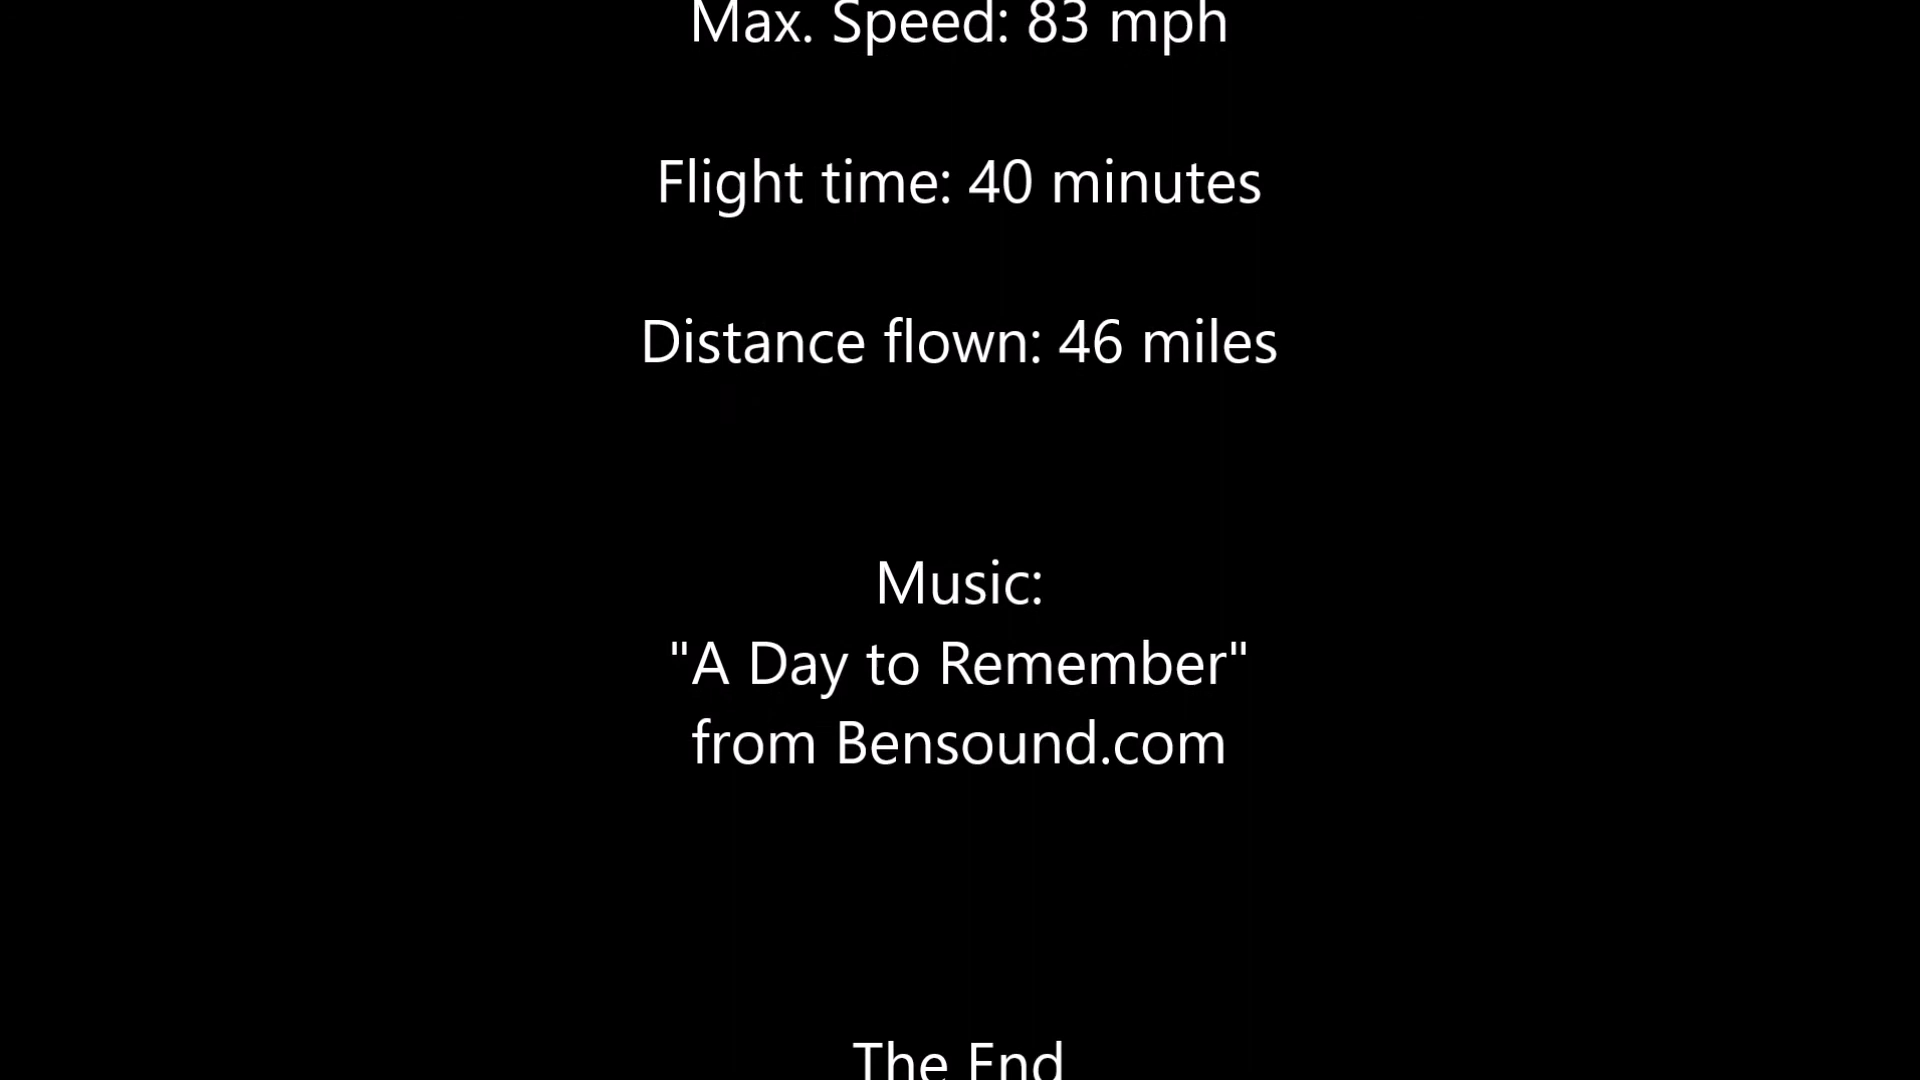 Max. Speed: 83 mph
Flight time: 40 minutes
Distance flown: 46 miles
Music:
"A Day to Remember"
from Bensound.com
The End